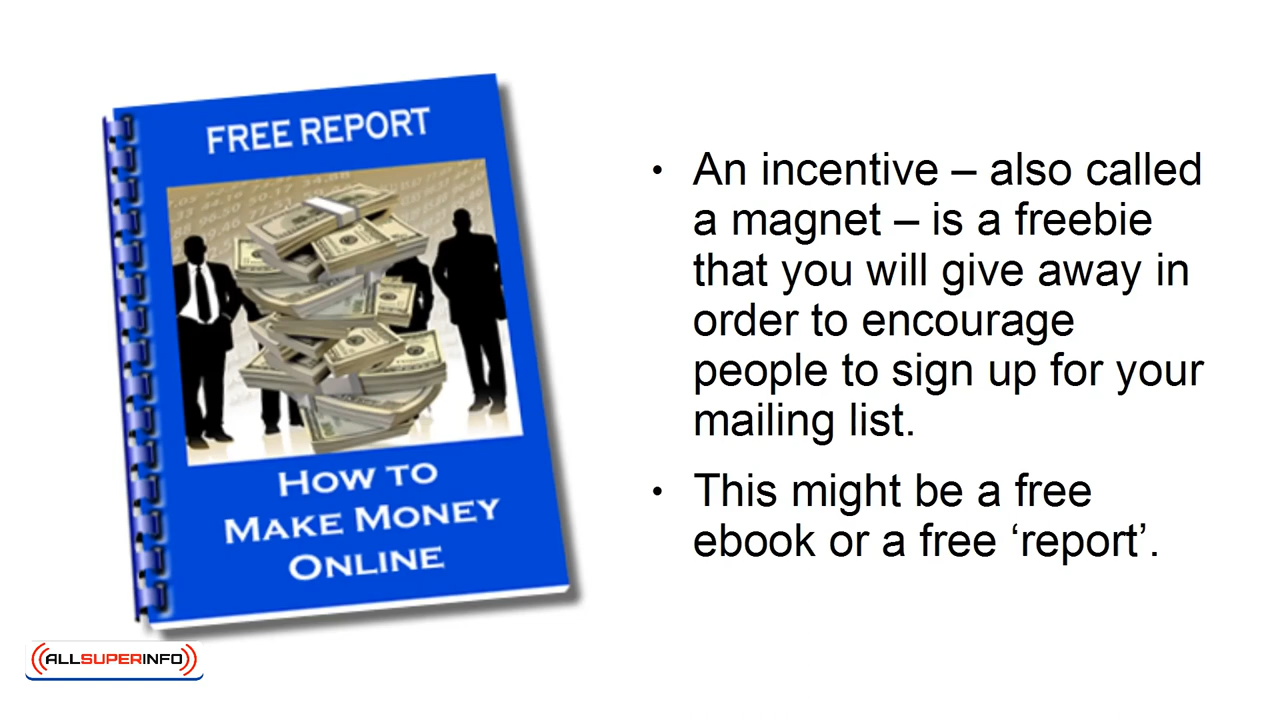 FREE REPORT
HOW TO
MAKE MONEY
ONLINE
• An incentive – also called
a magnet – is a freebie
that you will give away in
order to encourage
people to sign up for your
mailing list.
• This might be a free
ebook or a free ‘report’.
ALLSUPERINFO